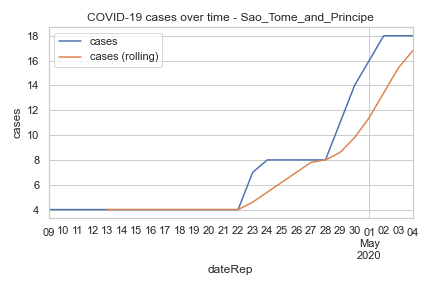 COVID-19 cases over time - Sao_Tome_and_Principe
cases
cases (rolling)
18
16
14
12
10
8
6
4
cases
09 10 11 12 13 14 15 16 17 18 19 20 21 22 23 24 25 26 27 28 29 30 01 02 03 04
May
2020
dateRep